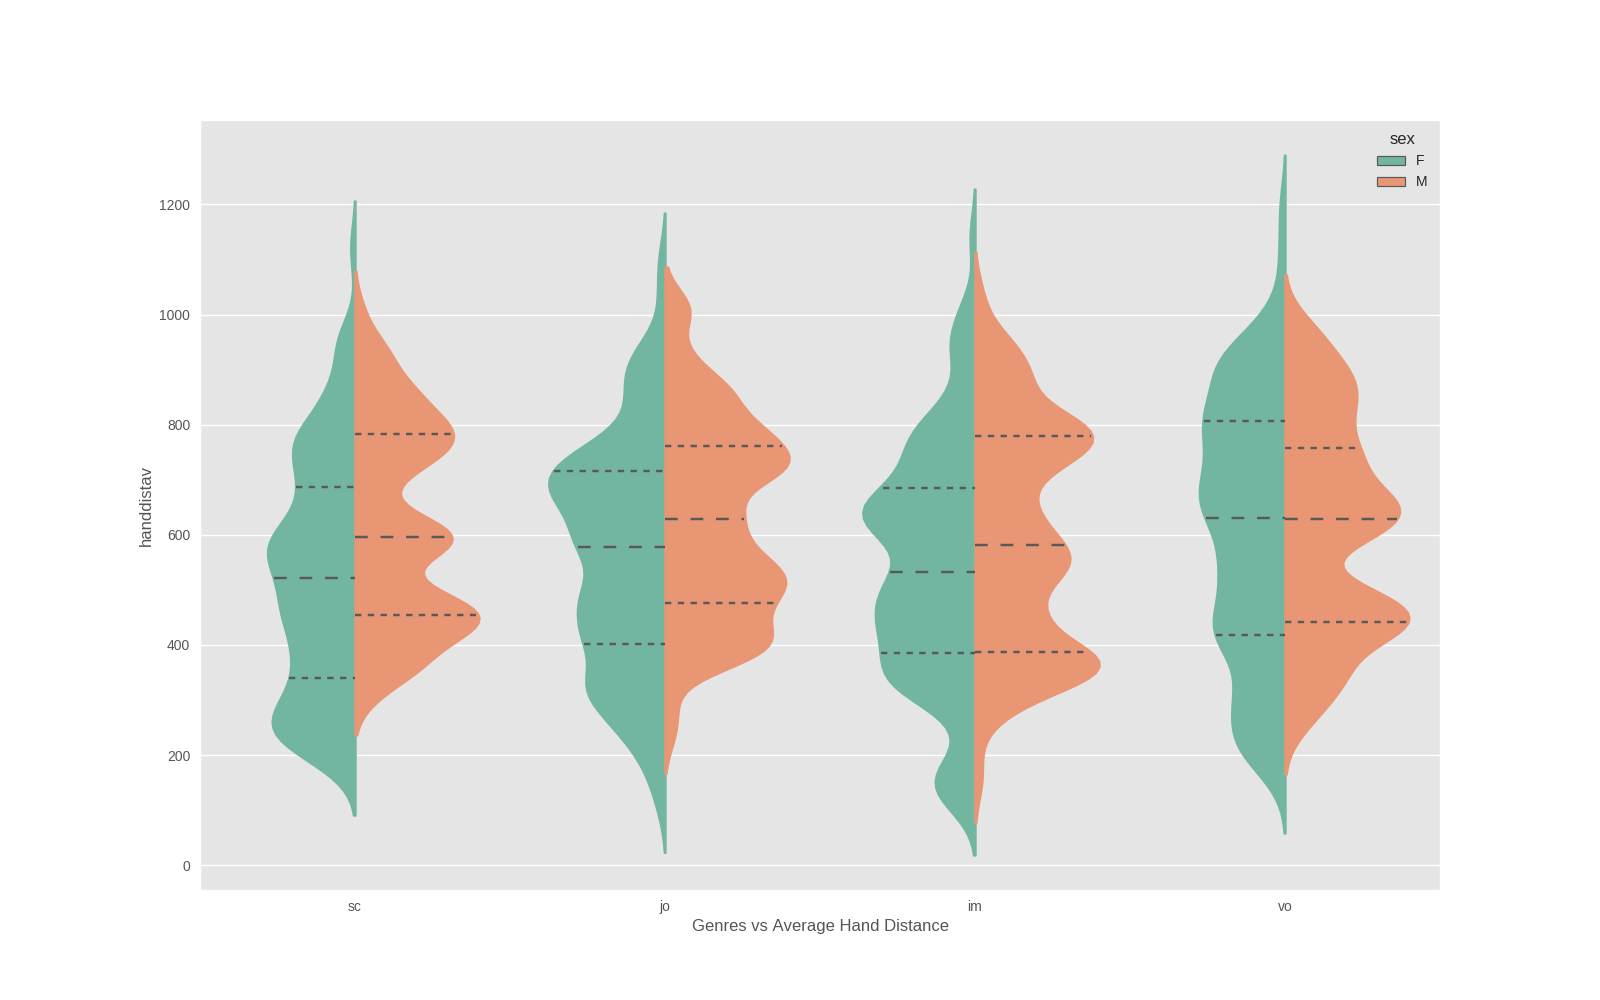 sex
F
M
1200
1000
800
600
400
200
0
handdistav
sc jo im vo
Genres vs Average Hand Distance